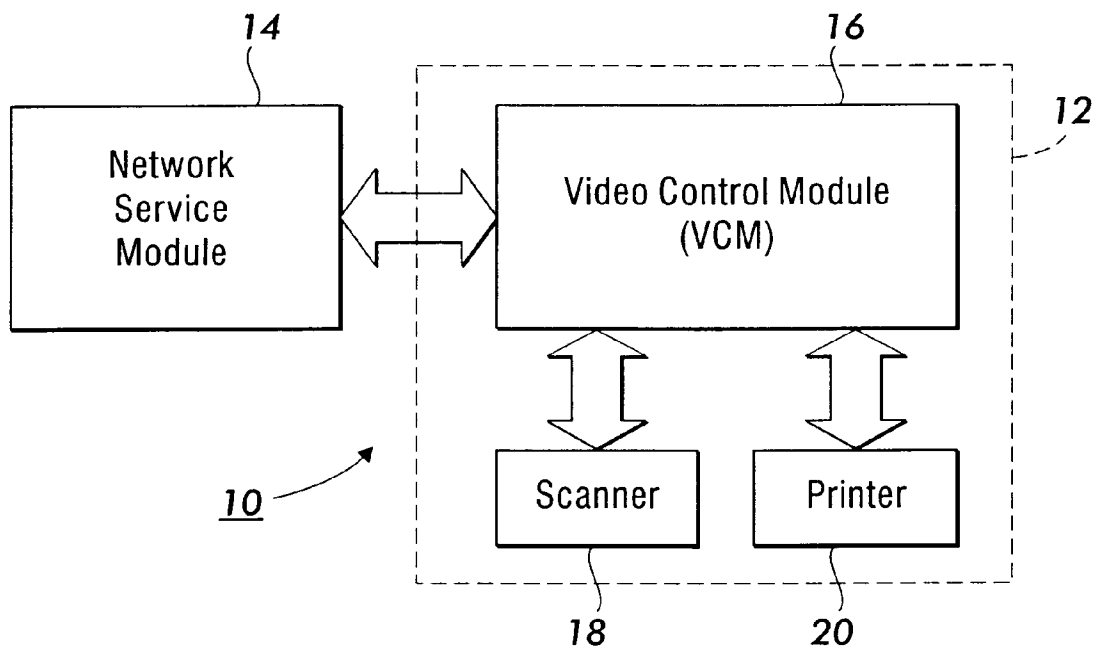 14
16
12
Network
Service
Module
Video Control Module
(VCM)
10
Scanner
Printer
18
20